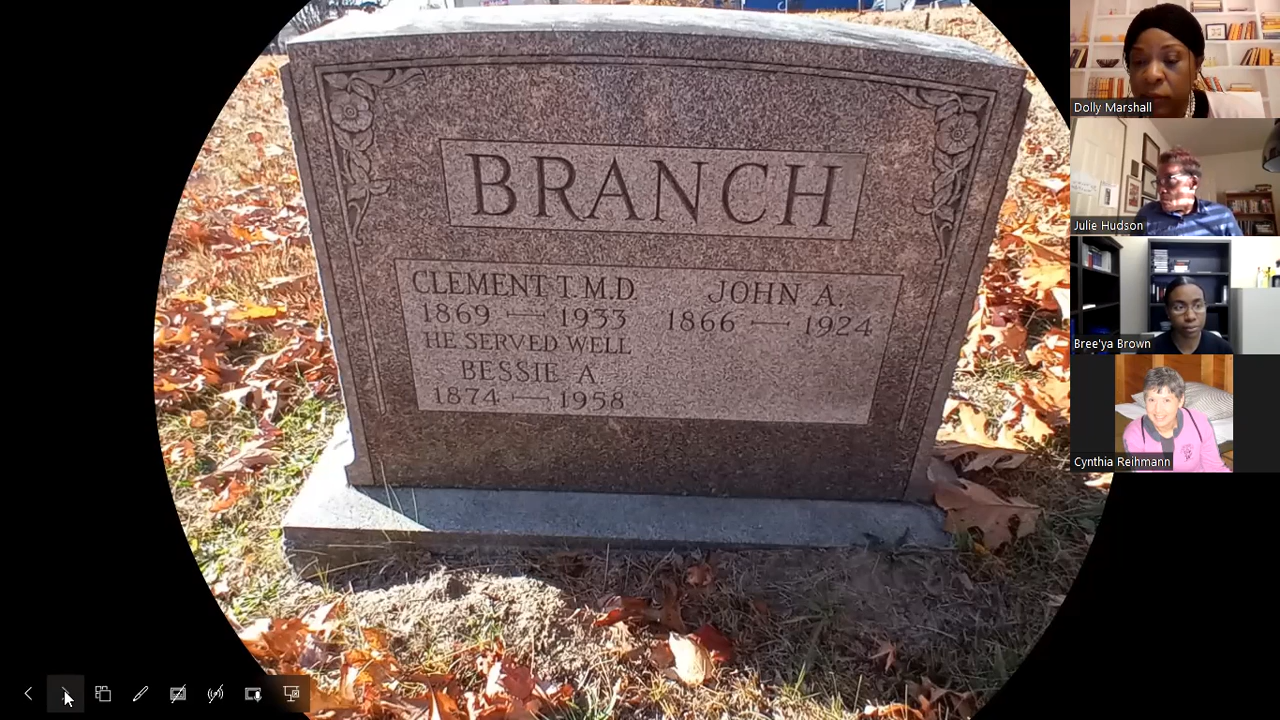 BRANCH
CLEMENT T. M.D.
1869 — 1933
HE SERVED WELL
BESSIE A.
1874 — 1958
JOHN A.
1866 — 1924
Dolly Marshall
Julie Hudson
Bree'ya Brown
Cynthia Reihmann